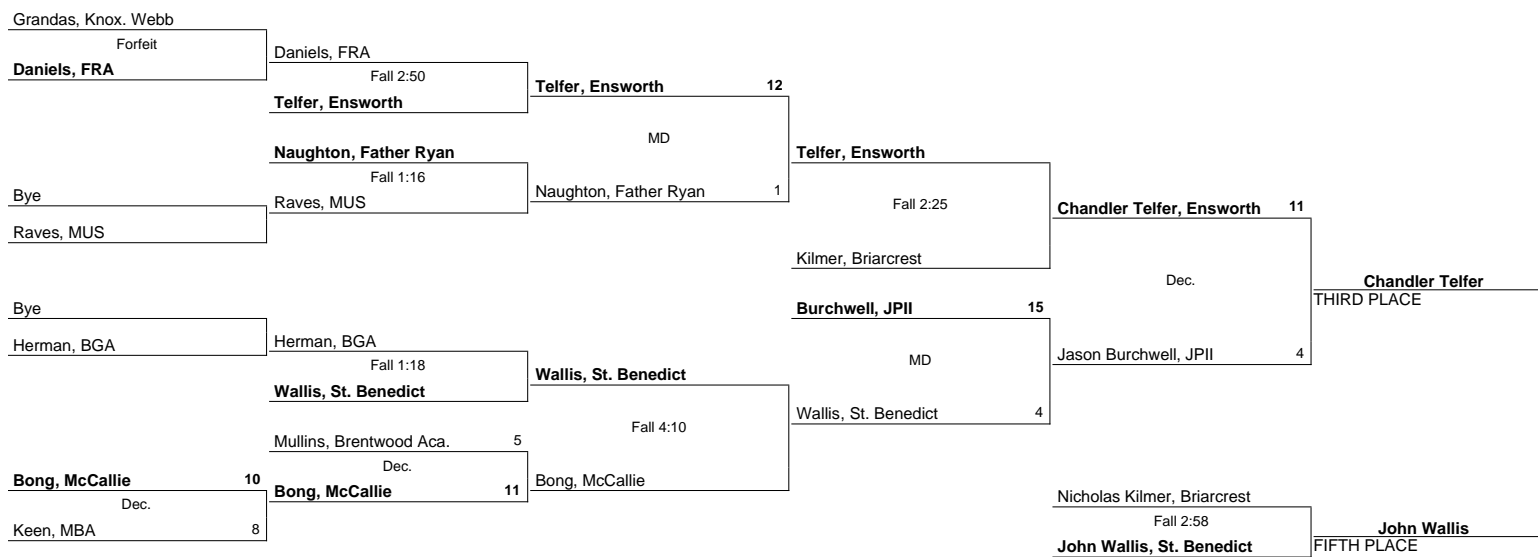 Grandas, Knox. Webb
Forfeit
Daniels, FRA
Daniels, FRA
Fall 2:50
Telfer, Ensworth
Telfer, Ensworth 12
MD
Naughton, Father Ryan
Fall 1:16
Naughton, Father Ryan 1
Bye
Raves, MUS
Raves, MUS
Telfer, Ensworth
Fall 2:25
Kilmer, Briarcrest
Chandler Telfer, Ensworth 11
Dec.
Chandler Telfer
THIRD PLACE
Bye
Herman, BGA
Herman, BGA
Fall 1:18
Wallis, St. Benedict
Wallis, St. Benedict
Fall 4:10
Burchwell, JPII 15
MD
Wallis, St. Benedict 4
Jason Burchwell, JPII 4
Mullins, Brentwood Aca. 5
Dec.
Bong, McCallie 11
Bong, McCallie
Bong, McCallie 10
Dec.
Keen, MBA 8
Nicholas Kilmer, Briarcrest
Fall 2:58
John Wallis, St. Benedict
John Wallis
FIFTH PLACE